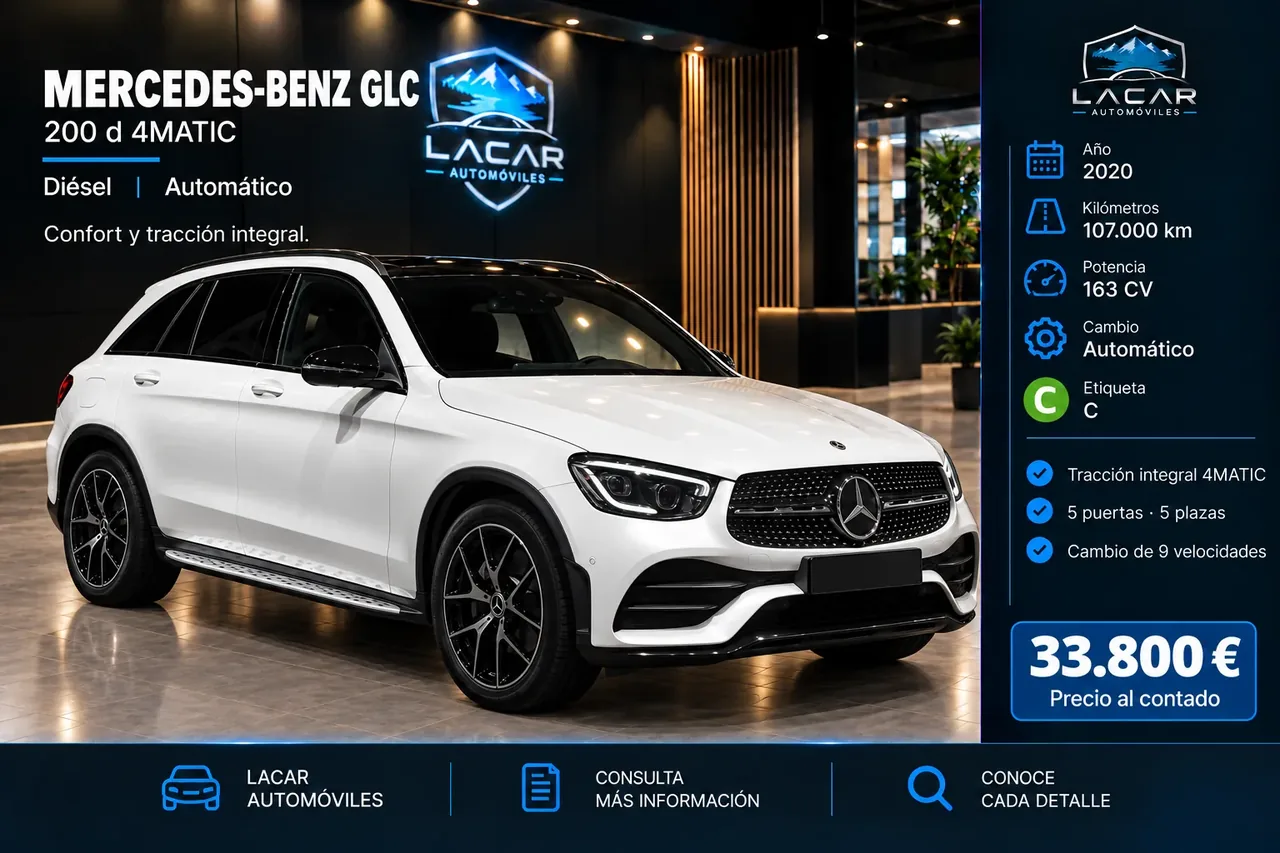 MERCEDES-BENZ GLC
200 d 4MATIC
Diésel | Automático
Confort y tracción integral.
LACAR
AUTOMÓVILES
LACAR
AUTOMÓVILES
Año
2020
Kilómetros
107.000 km
Potencia
163 CV
Cambio
Automático
C
Etiqueta
C
Tracción integral 4MATIC
5 puertas · 5 plazas
Cambio de 9 velocidades
33.800 €
Precio al contado
LACAR
AUTOMÓVILES
CONSULTA
MÁS INFORMACIÓN
CONOCE
CADA DETALLE